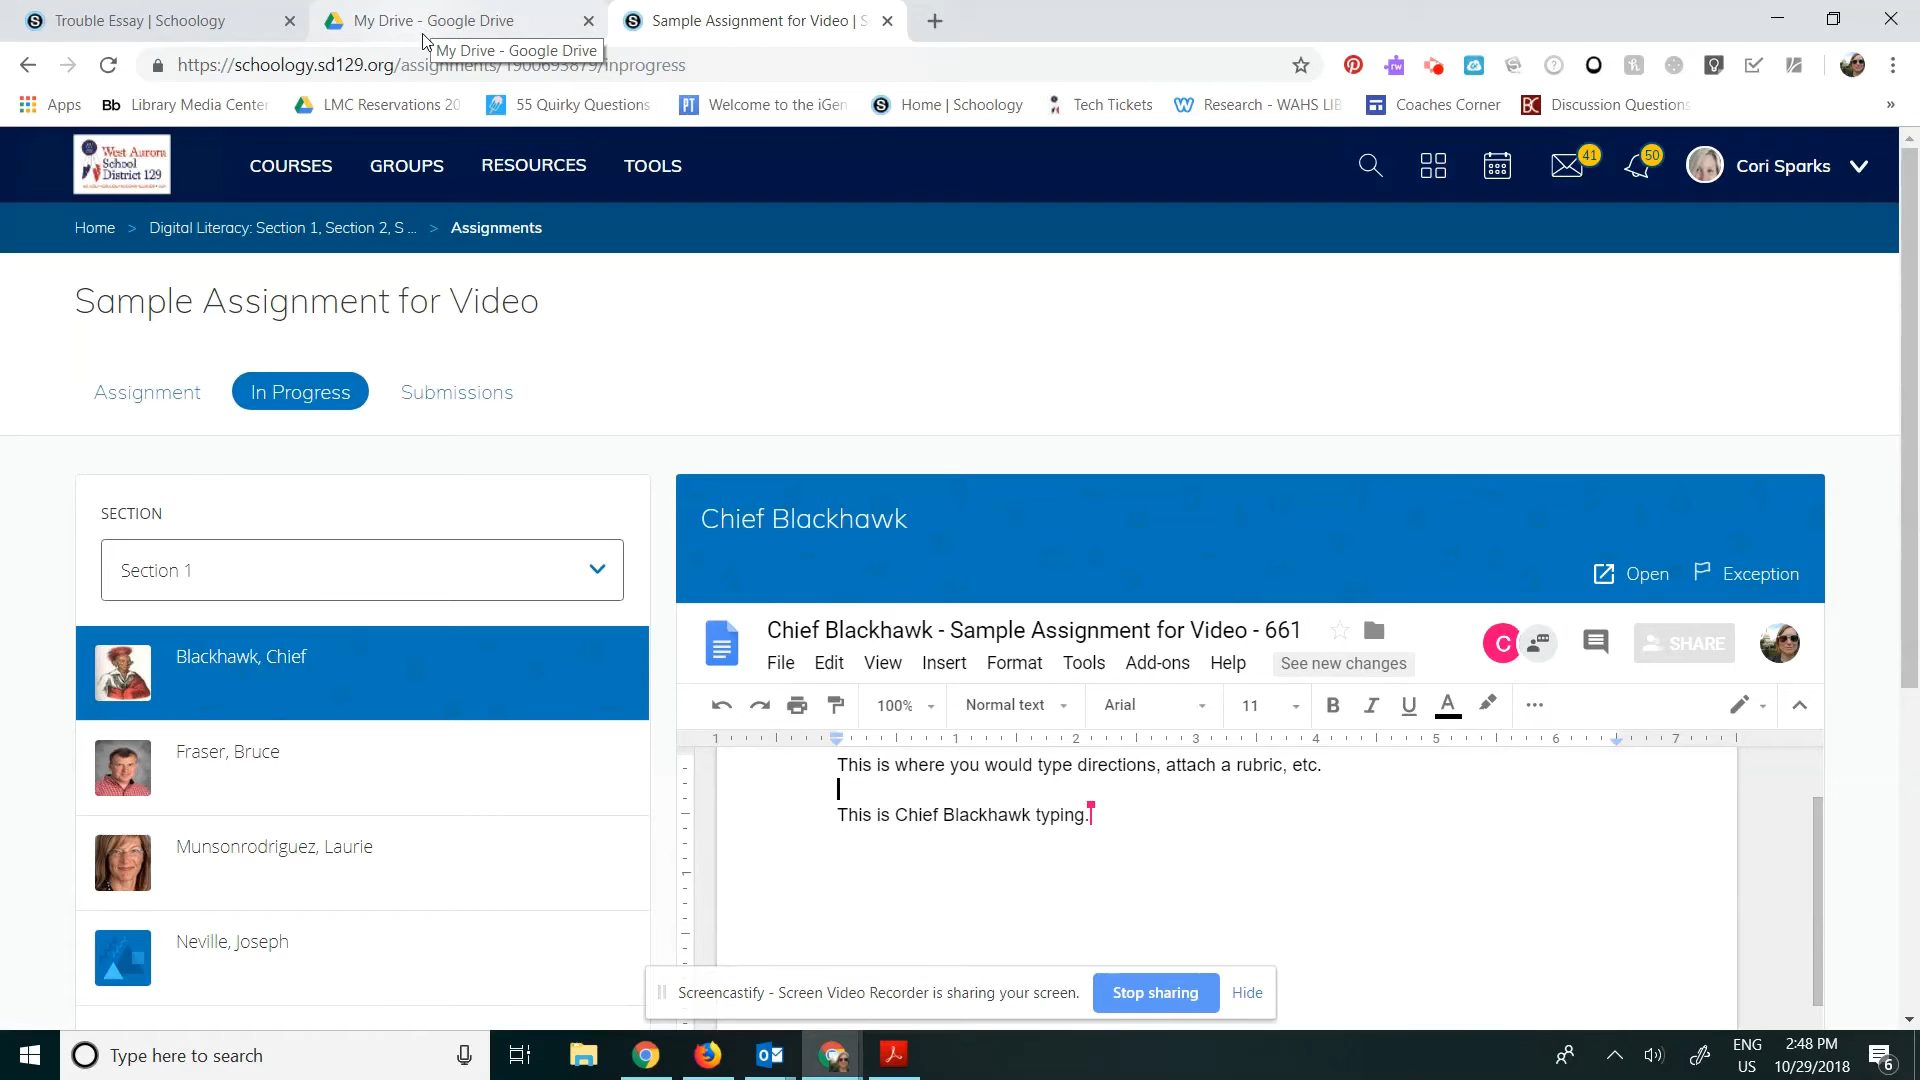 Trouble Essay | Schoology
My Drive - Google Drive
Sample Assignment for Video | S
My Drive - Google Drive
https://schoology.sd129.org/assignments/1900693879/inprogress
Apps
Bb Library Media Center
LMC Reservations 20
55 Quirky Questions
PT Welcome to the iGen
S Home | Schoology
Tech Tickets
Research - WAHS LIB
Coaches Corner
BC Discussion Questions
»
West Aurora
School
District 129
COURSES
GROUPS
RESOURCES
TOOLS
41
50
Cori Sparks
Home > Digital Literacy: Section 1, Section 2, S ... > Assignments
Sample Assignment for Video
Assignment
In Progress
Submissions
SECTION
Section 1
Blackhawk, Chief
Fraser, Bruce
Munsonrodriguez, Laurie
Neville, Joseph
Chief Blackhawk
Open
Exception
Chief Blackhawk - Sample Assignment for Video - 661
C
SHARE
File Edit View Insert Format Tools Add-ons Help See new changes
100% Normal text Arial 11 B I U A
1 1 2 3 4 5 6 7
This is where you would type directions, attach a rubric, etc.
This is Chief Blackhawk typing.
1
Screencastify - Screen Video Recorder is sharing your screen. Stop sharing Hide
Type here to search
ENG
US
2:48 PM
10/29/2018
6